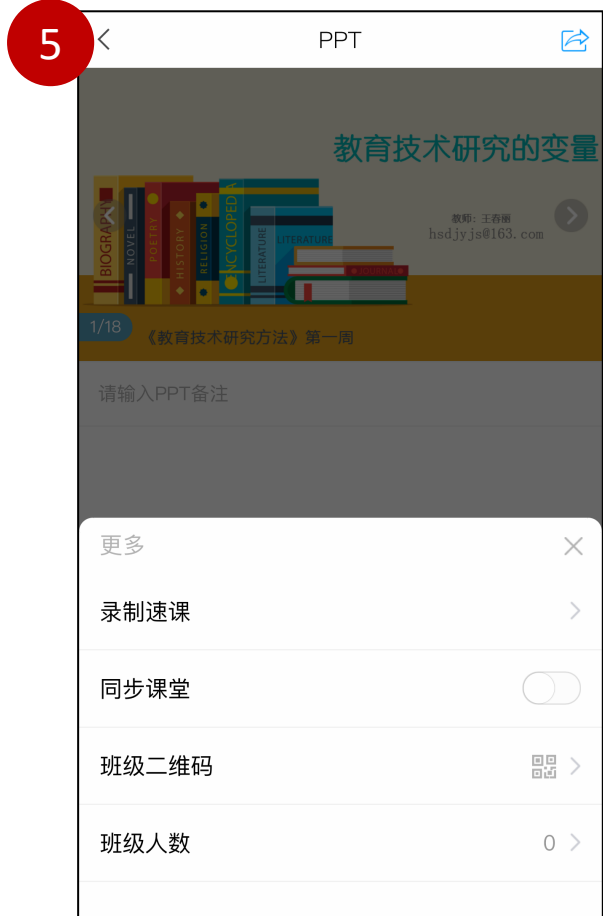 5
PPT
教育技术研究的变量
教师：王若丽
hsdjyjs@163.com
BIOGRAPHY
NOVEL
POETRY
HISTORY
RELIGION
ENCYCLOPEDIA
LITERATURE
LITERATURE
JOURNAL
1/18
《教育技术研究方法》第一周
请输入PPT备注
更多
录制速课
同步课堂
班级二维码
班级人数 0